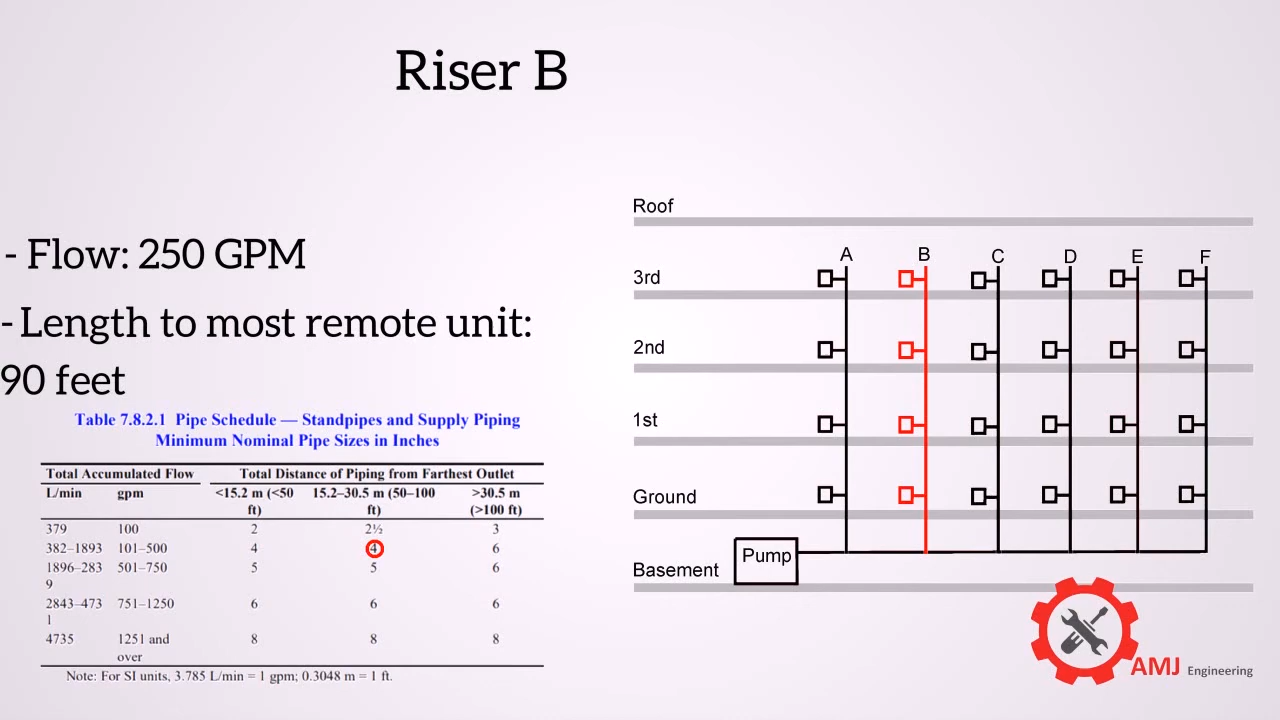 Riser B
- Flow: 250 GPM
- Length to most remote unit:
90 feet
Table 7.8.2.1 Pipe Schedule — Standpipes and Supply Piping
Minimum Nominal Pipe Sizes in Inches
Total Accumulated Flow Total Distance of Piping from Farthest Outlet
L/min gpm <15.2 m (<50 15.2–30.5 m (50–100 >30.5 m
ft) ft) (>100 ft)
379 100 2 2½ 3
382–1893 101–500 4 4 6
1896–283 501–750 5 5 6
9
2843–473 751–1250 6 6 6
1
4735 1251 and 8 8 8
over
Note: For SI units, 3.785 L/min = 1 gpm; 0.3048 m = 1 ft.
Roof
A B C D E F
3rd
2nd
1st
Ground
Pump
Basement
AMJ Engineering